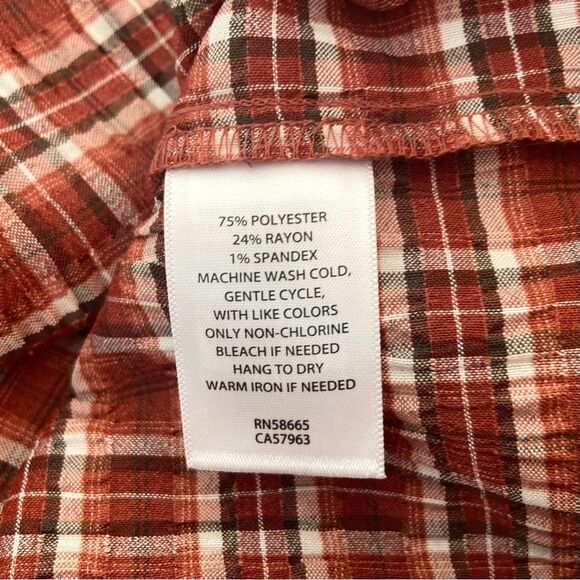 75% POLYESTER
24% RAYON
1% SPANDEX
MACHINE WASH COLD,
GENTLE CYCLE,
WITH LIKE COLORS
ONLY NON-CHLORINE
BLEACH IF NEEDED
HANG TO DRY
WARM IRON IF NEEDED
RN58665
CA57963